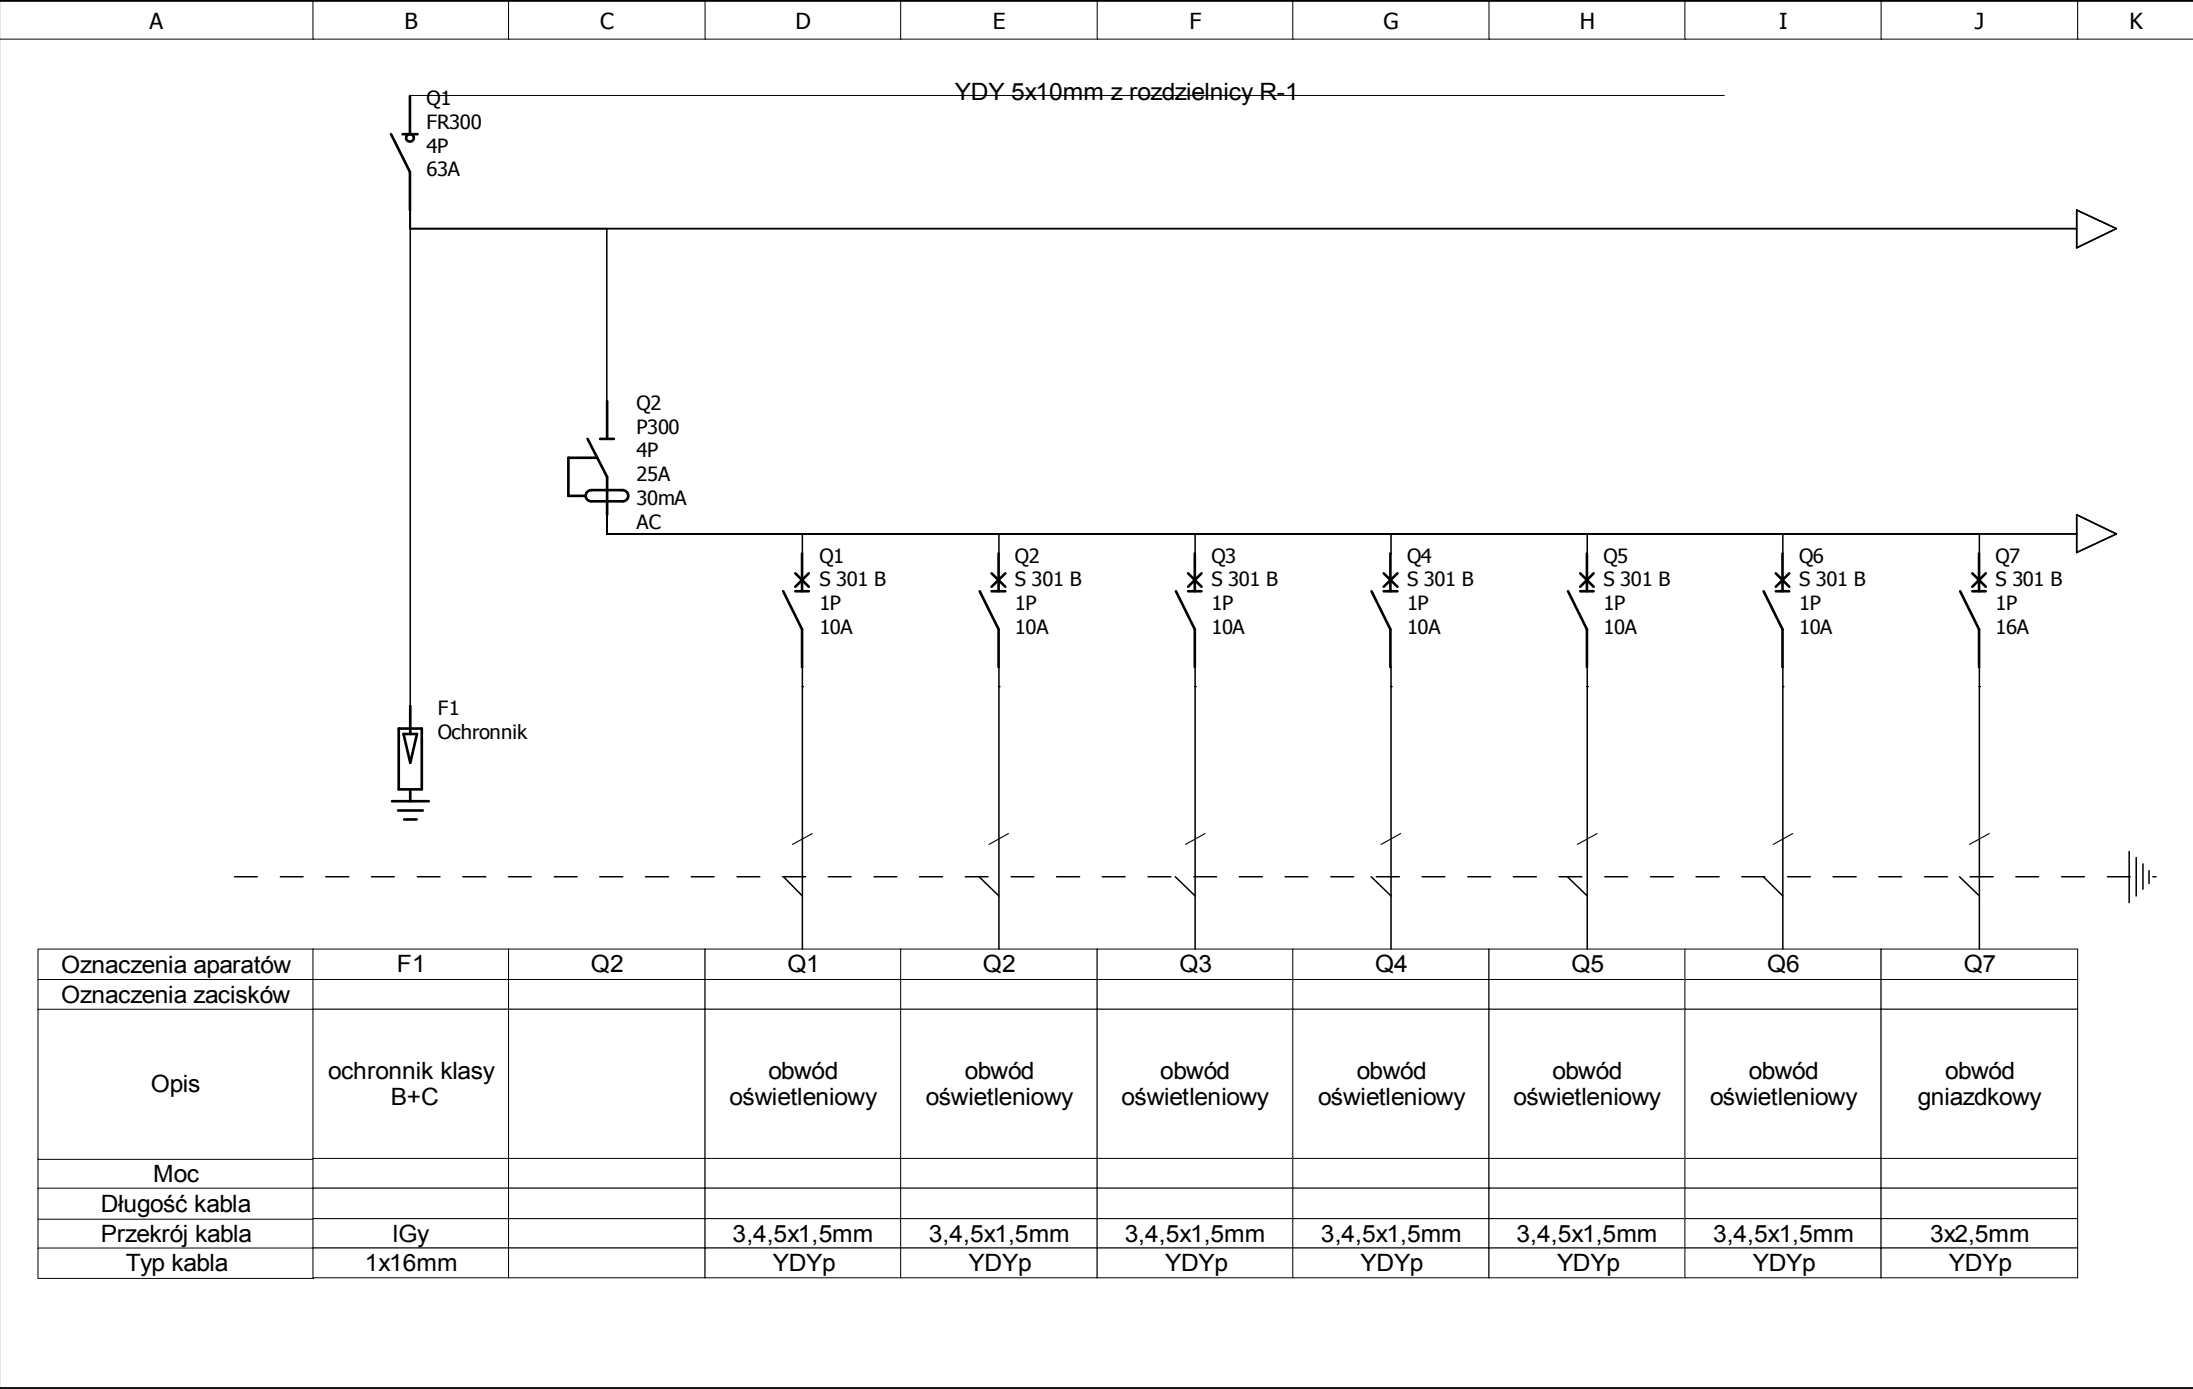 A B C D E F G H I J K
YDY 5x10mm z rozdzielnicy R-1
Q1
FR300
4P
63A
Q2
P300
4P
25A
30mA
AC
Q1
S 301 B
1P
10A
Q2
S 301 B
1P
10A
Q3
S 301 B
1P
10A
Q4
S 301 B
1P
10A
Q5
S 301 B
1P
10A
Q6
S 301 B
1P
10A
Q7
S 301 B
1P
16A
F1
Ochronnik
Oznaczenia aparatów F1 Q2 Q1 Q2 Q3 Q4 Q5 Q6 Q7
Oznaczenia zacisków
Opis
ochronnik klasy
B+C
obwód
oświetleniowy
obwód
oświetleniowy
obwód
oświetleniowy
obwód
oświetleniowy
obwód
oświetleniowy
obwód
oświetleniowy
obwód
gniazdkowy
Moc
Długość kabla
Przekrój kabla lGy 3,4,5x1,5mm 3,4,5x1,5mm 3,4,5x1,5mm 3,4,5x1,5mm 3,4,5x1,5mm 3,4,5x1,5mm 3x2,5mm
Typ kabla 1x16mm YDYp YDYp YDYp YDYp YDYp YDYp YDYp